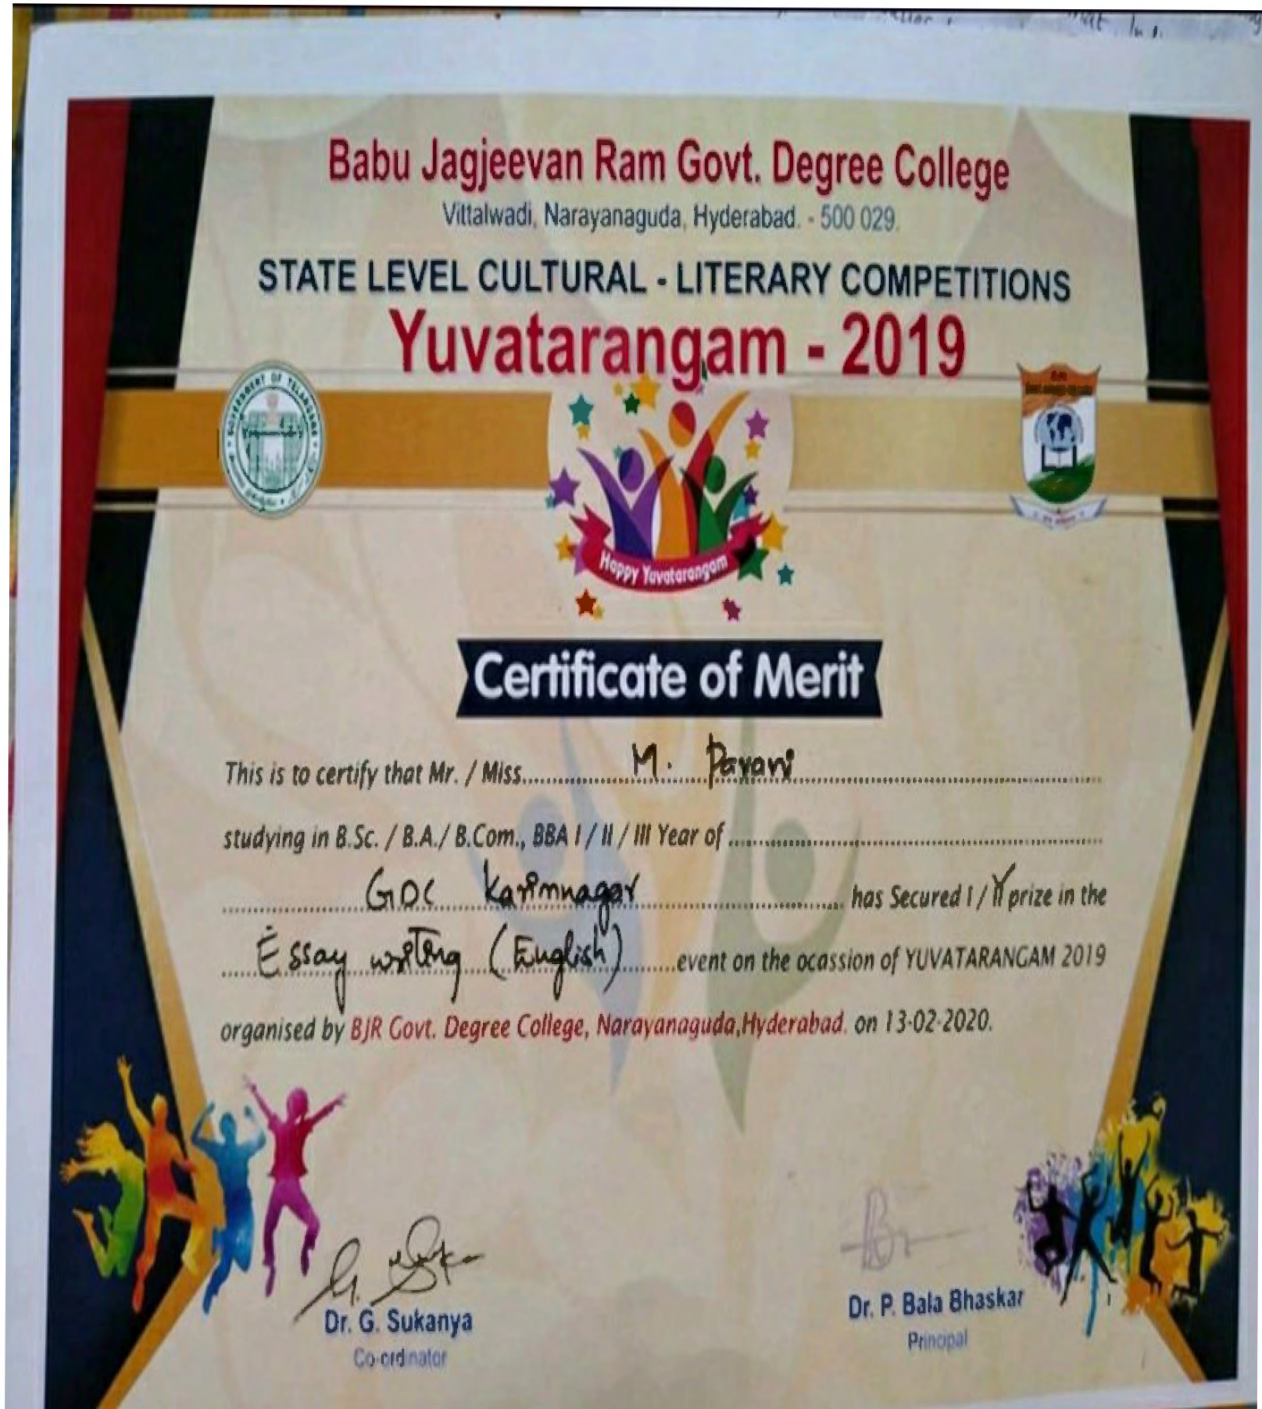 Babu Jagjeevan Ram Govt. Degree College
Vittalwadi, Narayanaguda, Hyderabad. - 500 029.
STATE LEVEL CULTURAL - LITERARY COMPETITIONS
Yuvatarangam - 2019
GOVERNMENT OF TELANGANA
Happy Yuvatarangam
Certificate of Merit
This is to certify that Mr. / Miss. M. Pavani
studying in B.Sc. / B.A./ B.Com., BBA I / II / III Year of
GDC Karimnagar has Secured I / II prize in the
Essay writing (English) event on the ocassion of YUVATARANGAM 2019
organised by BJR Govt. Degree College, Narayanaguda,Hyderabad. on 13-02-2020.
Dr. G. Sukanya
Co-ordinator
Dr. P. Bala Bhaskar
Principal